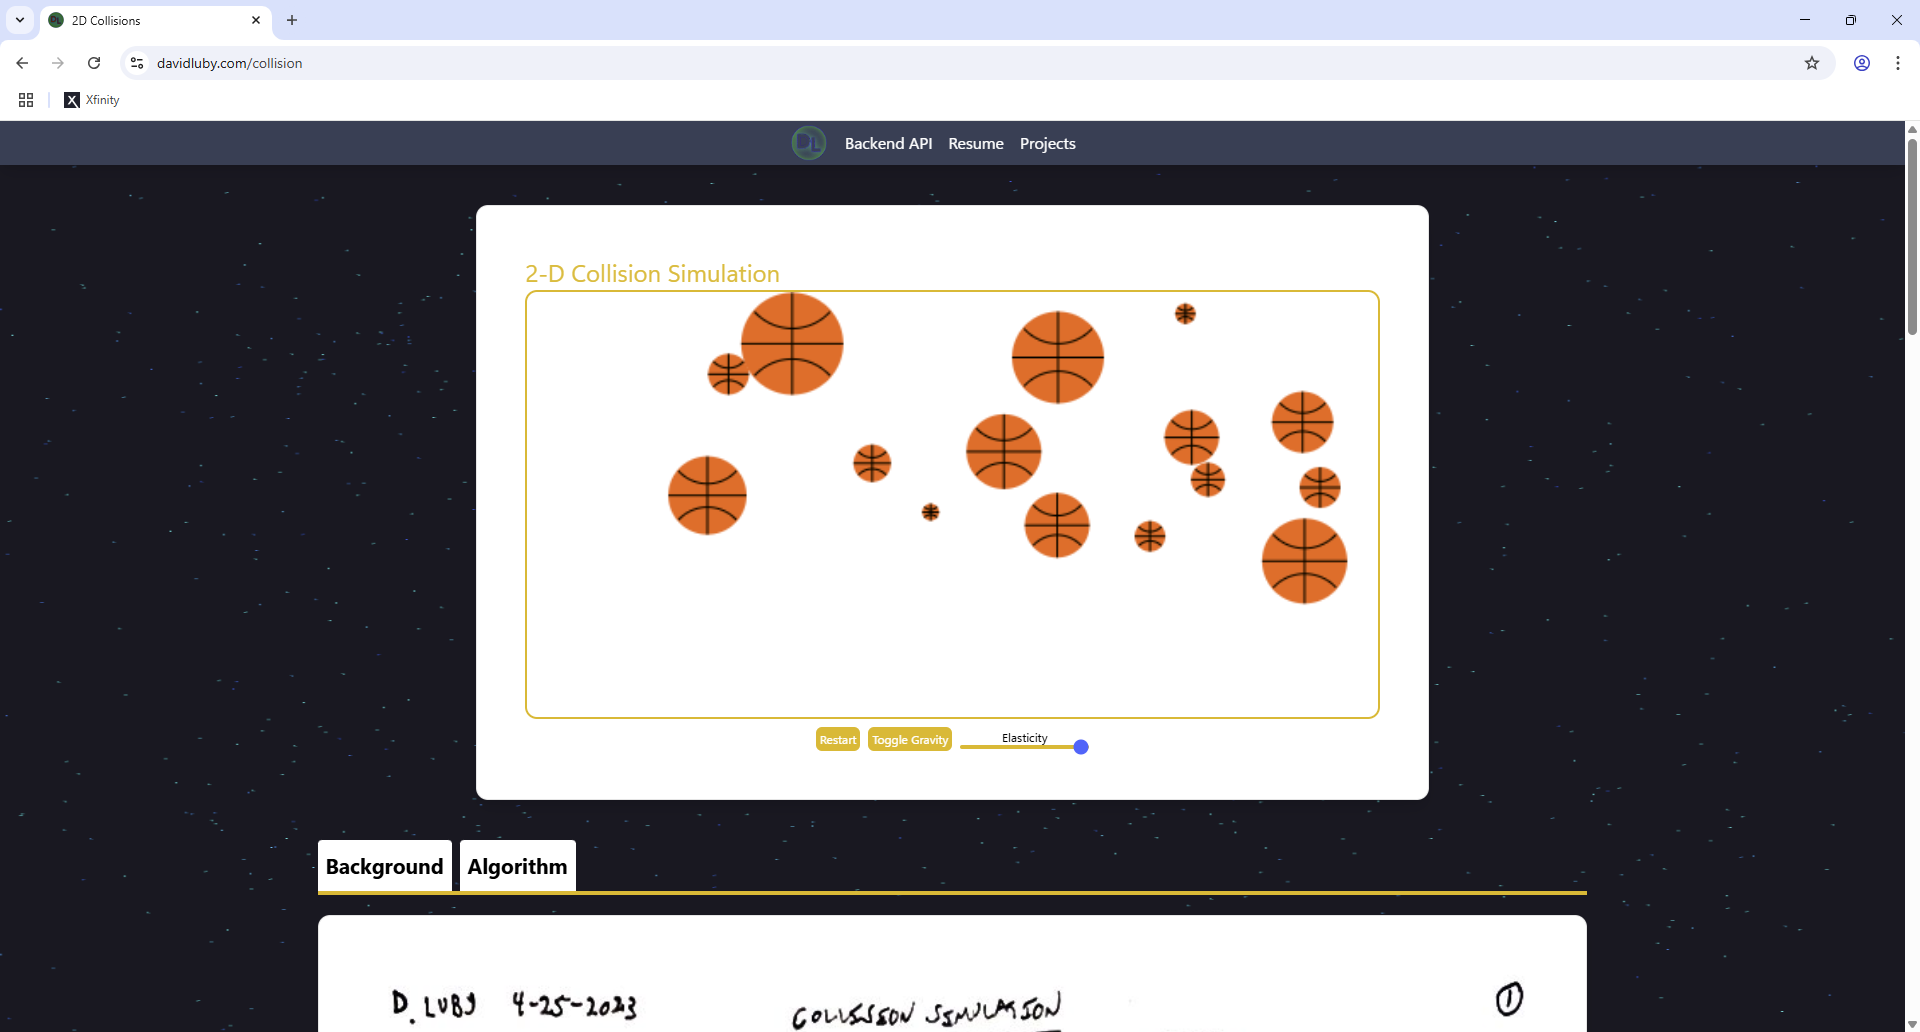 2D Collisions
davidluby.com/collision
Xfinity
DL Backend API Resume Projects
2-D Collision Simulation
Restart Toggle Gravity Elasticity
Background Algorithm
D. LUBY 4-25-2023 COLLISION SIMULATION 1